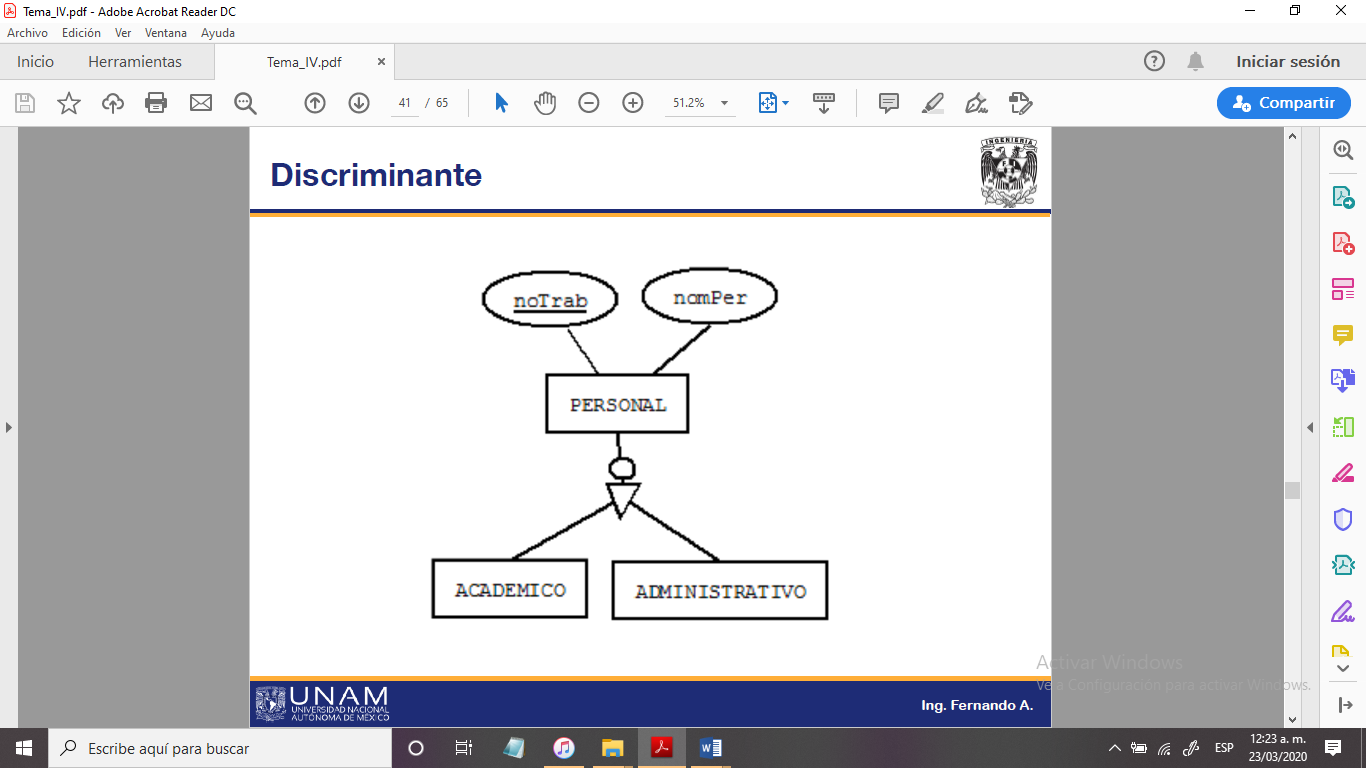 Tema_IV.pdf - Adobe Acrobat Reader DC
Archivo Edición Ver Ventana Ayuda
Inicio Herramientas Tema_IV.pdf × Iniciar sesión
41 / 65 51.2% Compartir
Discriminante
INGENIERIA
noTrab nomPer
PERSONAL
ACADEMICO ADMINISTRATIVO
Activar Windows
Ve a Configuración para activar Windows.
UNAM
UNIVERSIDAD NACIONAL
AUTÓNOMA DE MÉXICO
Ing. Fernando A.
Escribe aquí para buscar
ESP
12:23 a. m.
23/03/2020